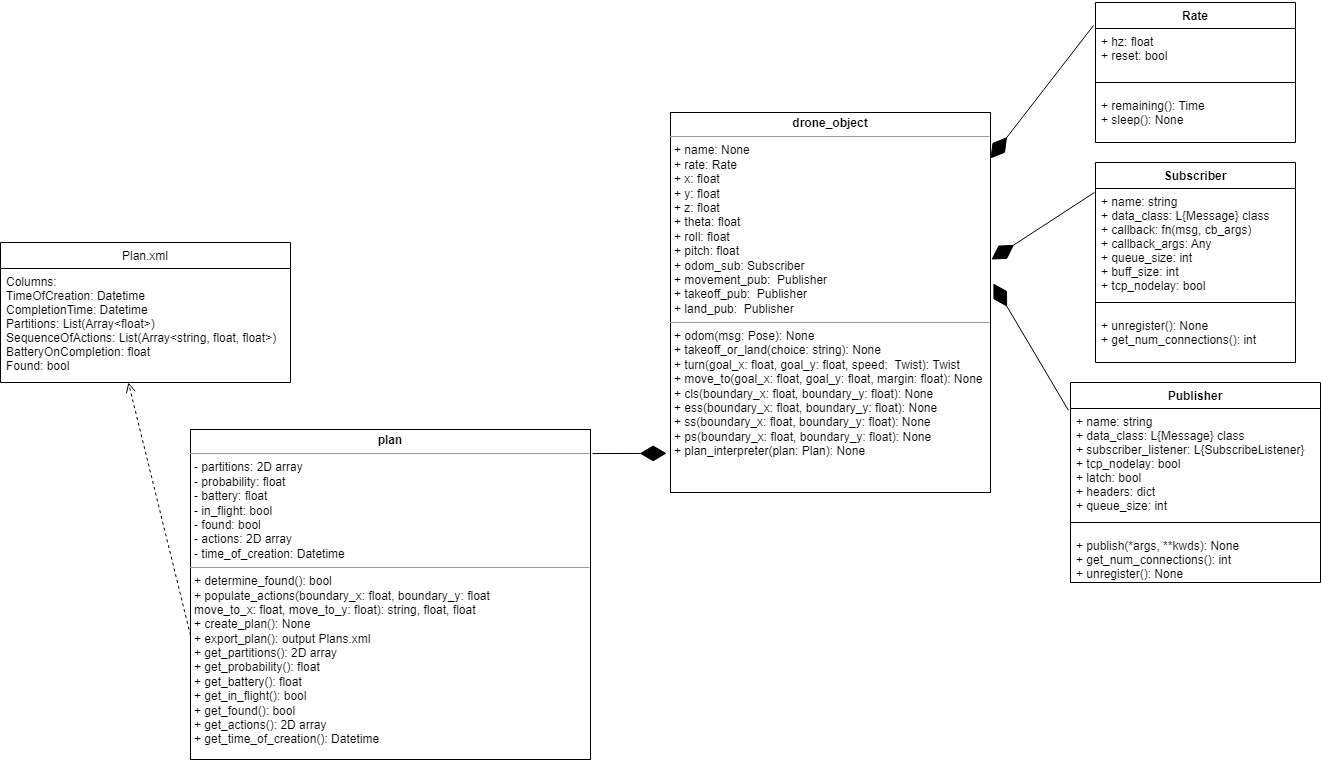 Rate
+ hz: float
+ reset: bool
+ remaining(): Time
+ sleep(): None
drone_object
+ name: None
+ rate: Rate
+ x: float
+ y: float
+ z: float
+ theta: float
+ roll: float
+ pitch: float
+ odom_sub: Subscriber
+ movement_pub:  Publisher
+ takeoff_pub:  Publisher
+ land_pub:  Publisher
+ odom(msg: Pose): None
+ takeoff_or_land(choice: string): None
+ turn(goal_x: float, goal_y: float, speed:  Twist): Twist
+ move_to(goal_x: float, goal_y: float, margin: float): None
+ cls(boundary_x: float, boundary_y: float): None
+ ess(boundary_x: float, boundary_y: float): None
+ ss(boundary_x: float, boundary_y: float): None
+ ps(boundary_x: float, boundary_y: float): None
+ plan_interpreter(plan: Plan): None
Subscriber
+ name: string
+ data_class: L{Message} class
+ callback: fn(msg, cb_args)
+ callback_args: Any
+ queue_size: int
+ buff_size: int
+ tcp_nodelay: bool
+ unregister(): None
+ get_num_connections(): int
Plan.xml
Columns:
TimeOfCreation: Datetime
CompletionTime: Datetime
Partitions: List(Array<float>)
SequenceOfActions: List(Array<string, float, float>)
BatteryOnCompletion: float
Found: bool
Publisher
+ name: string
+ data_class: L{Message} class
+ subscriber_listener: L{SubscribeListener}
+ tcp_nodelay: bool
+ latch: bool
+ headers: dict
+ queue_size: int
+ publish(*args, **kwds): None
+ get_num_connections(): int
+ unregister(): None
plan
- partitions: 2D array
- probability: float
- battery: float
- in_flight: bool
- found: bool
- actions: 2D array
- time_of_creation: Datetime
+ determine_found(): bool
+ populate_actions(boundary_x: float, boundary_y: float
move_to_x: float, move_to_y: float): string, float, float
+ create_plan(): None
+ export_plan(): output Plans.xml
+ get_partitions(): 2D array
+ get_probability(): float
+ get_battery(): float
+ get_in_flight(): bool
+ get_found(): bool
+ get_actions(): 2D array
+ get_time_of_creation(): Datetime